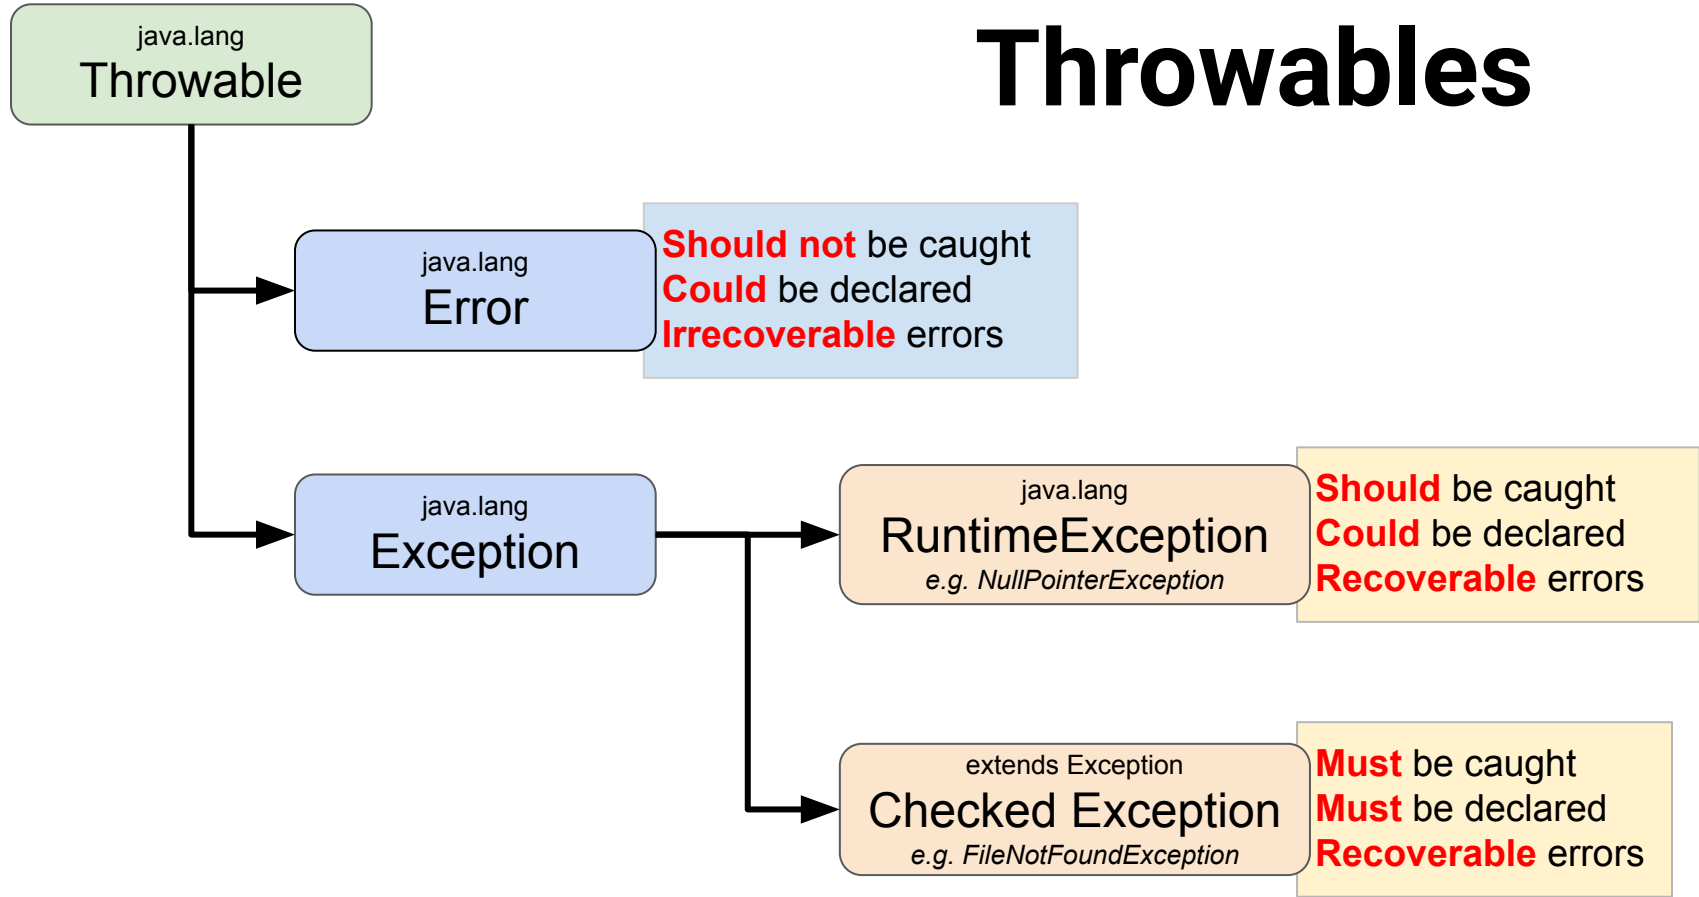 Throwables
java.lang
Throwable
java.lang
Error
Should not be caught
Could be declared
Irrecoverable errors
java.lang
Exception
java.lang
RuntimeException
e.g. NullPointerException
Should be caught
Could be declared
Recoverable errors
extends Exception
Checked Exception
e.g. FileNotFoundException
Must be caught
Must be declared
Recoverable errors